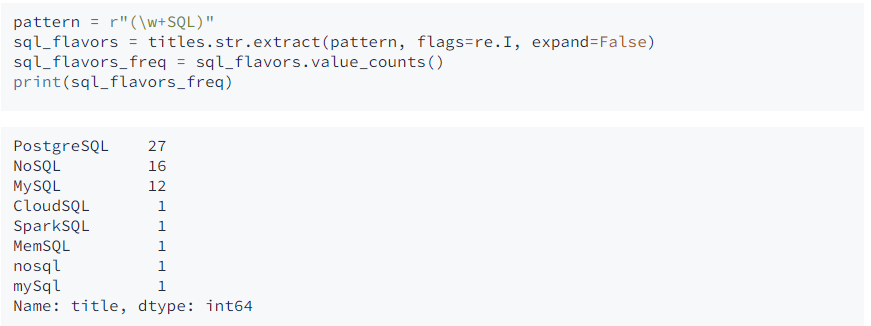 pattern = r"(\w+SQL)"
sql_flavors = titles.str.extract(pattern, flags=re.I, expand=False)
sql_flavors_freq = sql_flavors.value_counts()
print(sql_flavors_freq)
PostgreSQL    27
NoSQL         16
MySQL         12
CloudSQL       1
SparkSQL       1
MemSQL         1
nosql          1
mySql          1
Name: title, dtype: int64